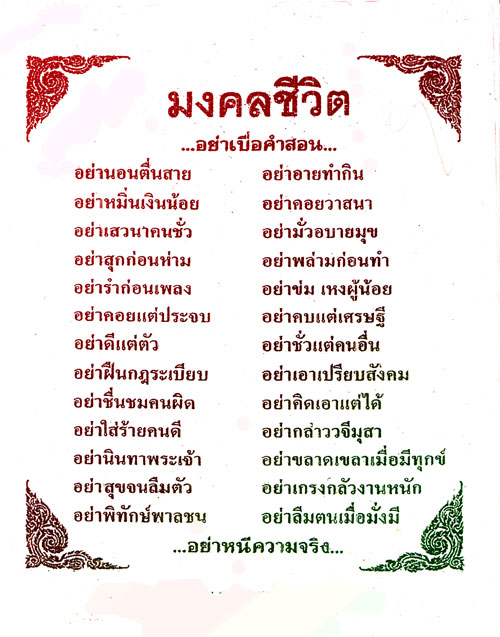 มงคลชีวิต
...อย่าเบื่อคำสอน...
อย่านอนตื่นสาย
อย่าหมิ่นเงินน้อย
อย่าเสวนาคนชั่ว
อย่าสุกก่อนห่าม
อย่ารำก่อนเพลง
อย่าคอยแต่ประจบ
อย่าดีแต่ตัว
อย่าฝืนกฎระเบียบ
อย่าชื่นชมคนผิด
อย่าใส่ร้ายคนดี
อย่านินทาพระเจ้า
อย่าสุขจนลืมตัว
อย่าพิทักษ์พาลชน
อย่าอายทำกิน
อย่าคอยวาสนา
อย่ามั่วอบายมุข
อย่าพล่ามก่อนทำ
อย่าข่ม เหงผู้น้อย
อย่าคบแต่เศรษฐี
อย่าชั่วแต่คนอื่น
อย่าเอาเปรียบสังคม
อย่าคิดเอาแต่ได้
อย่ากล่าววจีมุสา
อย่าขลาดเขลาเมื่อมีทุกข์
อย่าเกรงกลัวงานหนัก
อย่าลืมตนเมื่อมั่งมี
...อย่าหนีความจริง...